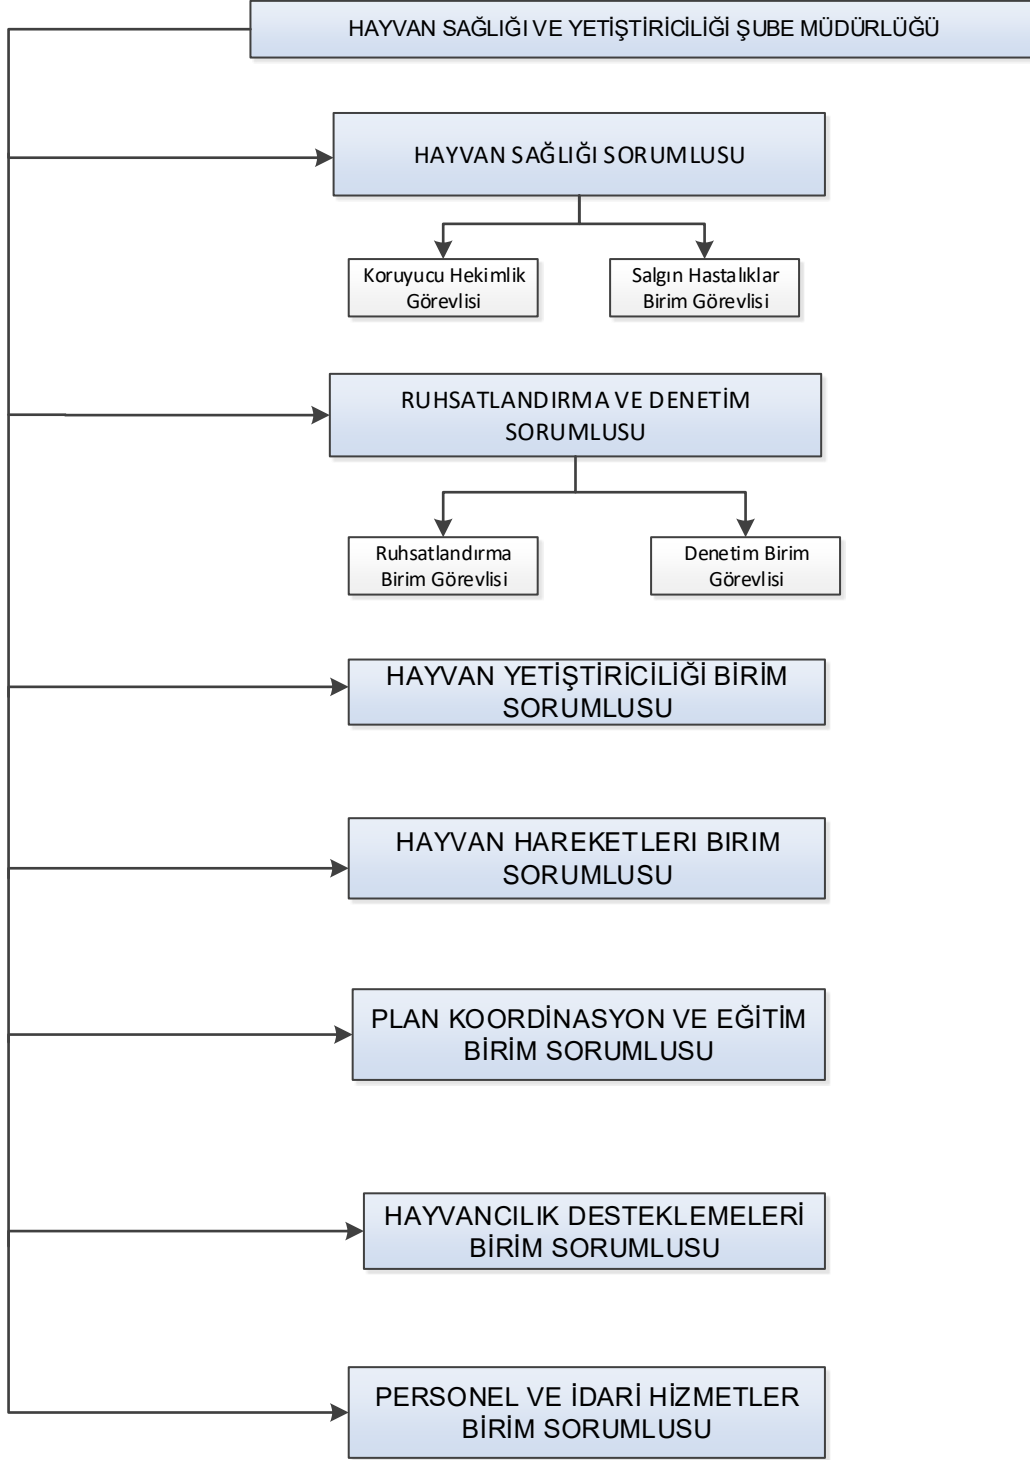 HAYVAN SAĞLIĞI VE YETİŞTİRİCİLİĞİ ŞUBE MÜDÜRLÜĞÜ
HAYVAN SAĞLIĞI SORUMLUSU
Koruyucu Hekimlik
Görevlisi
Salgın Hastalıklar
Birim Görevlisi
RUHSATLANDIRMA VE DENETİM
SORUMLUSU
Ruhsatlandırma
Birim Görevlisi
Denetim Birim
Görevlisi
HAYVAN YETİŞTİRİCİLİĞİ BİRİM
SORUMLUSU
HAYVAN HAREKETLERI BIRIM
SORUMLUSU
PLAN KOORDİNASYON VE EĞİTİM
BİRİM SORUMLUSU
HAYVANCILIK DESTEKLEMELERİ
BİRİM SORUMLUSU
PERSONEL VE İDARİ HİZMETLER
BİRİM SORUMLUSU